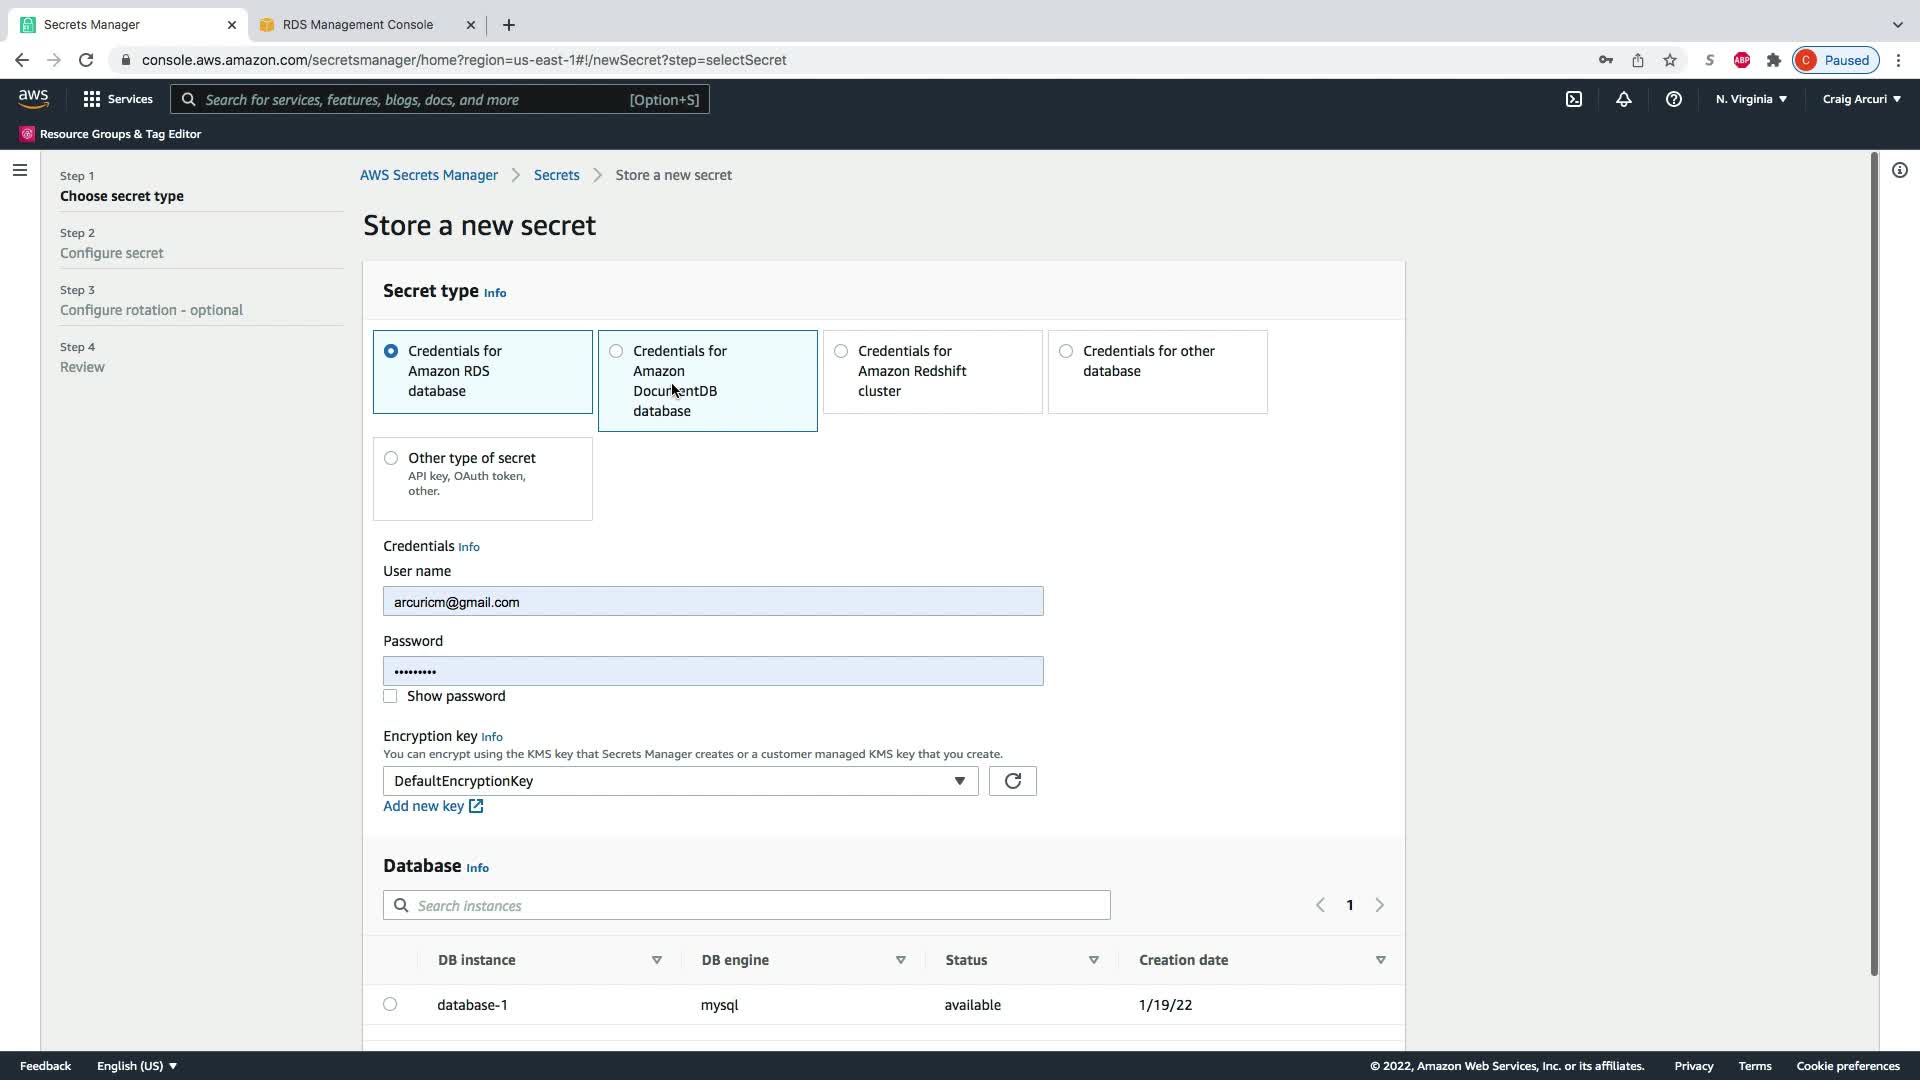 Secrets Manager
RDS Management Console
console.aws.amazon.com/secretsmanager/home?region=us-east-1#!/newSecret?step=selectSecret
S
ABP
C
Paused
aws
Services
Search for services, features, blogs, docs, and more
[Option+S]
N. Virginia
Craig Arcuri
Resource Groups & Tag Editor
Step 1
Choose secret type
Step 2
Configure secret
Step 3
Configure rotation - optional
Step 4
Review
AWS Secrets Manager
Secrets
Store a new secret
Store a new secret
Secret type Info
Credentials for
Amazon RDS
database
Credentials for
Amazon
DocumentDB
database
Credentials for
Amazon Redshift
cluster
Credentials for other
database
Other type of secret
API key, OAuth token,
other.
Credentials Info
User name
arcuricm@gmail.com
Password
•••••••••
Show password
Encryption key Info
You can encrypt using the KMS key that Secrets Manager creates or a customer managed KMS key that you create.
DefaultEncryptionKey
Add new key
Database Info
Search instances
1
DB instance
DB engine
Status
Creation date
database-1
mysql
available
1/19/22
Feedback
English (US)
© 2022, Amazon Web Services, Inc. or its affiliates.
Privacy
Terms
Cookie preferences